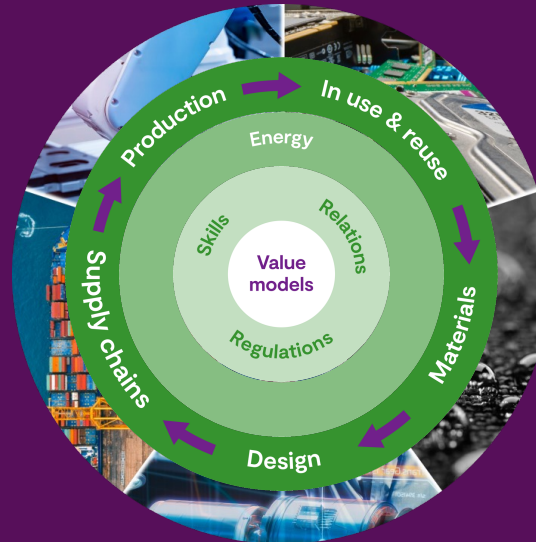 Production
In use & reuse
Materials
Design
Supply chains
Energy
Skills
Relations
Regulations
Value
models